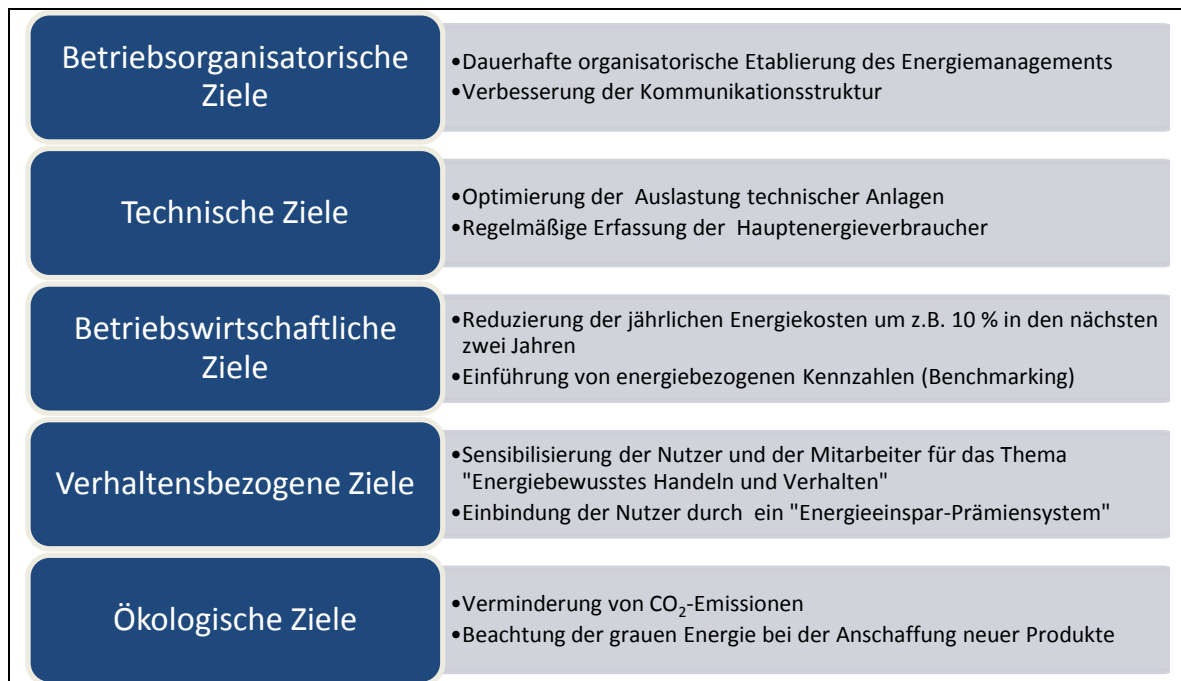 Betriebsorganisatorische
Ziele
•Dauerhafte organisatorische Etablierung des Energiemanagements
•Verbesserung der Kommunikationsstruktur
Technische Ziele
•Optimierung der Auslastung technischer Anlagen
•Regelmäßige Erfassung der Hauptenergieverbraucher
Betriebswirtschaftliche
Ziele
•Reduzierung der jährlichen Energiekosten um z.B. 10 % in den nächsten
zwei Jahren
•Einführung von energiebezogenen Kennzahlen (Benchmarking)
Verhaltensbezogene Ziele
•Sensibilisierung der Nutzer und der Mitarbeiter für das Thema
"Energiebewusstes Handeln und Verhalten"
•Einbindung der Nutzer durch ein "Energieeinspar-Prämiensystem"
Ökologische Ziele
•Verminderung von CO₂-Emissionen
•Beachtung der grauen Energie bei der Anschaffung neuer Produkte